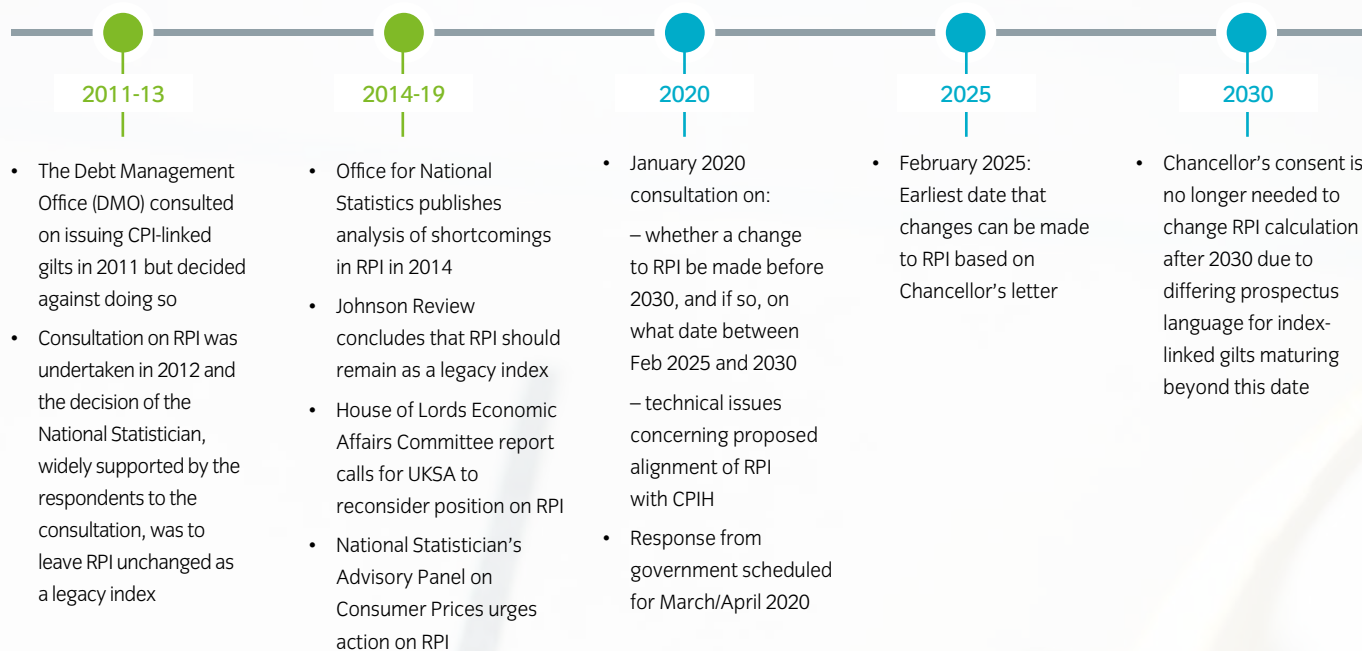 2011-13
• The Debt Management
Office (DMO) consulted
on issuing CPI-linked
gilts in 2011 but decided
against doing so
• Consultation on RPI was
undertaken in 2012 and
the decision of the
National Statistician,
widely supported by the
respondents to the
consultation, was to
leave RPI unchanged as
a legacy index
2014-19
• Office for National
Statistics publishes
analysis of shortcomings
in RPI in 2014
• Johnson Review
concludes that RPI should
remain as a legacy index
• House of Lords Economic
Affairs Committee report
calls for UKSA to
reconsider position on RPI
• National Statistician's
Advisory Panel on
Consumer Prices urges
action on RPI
2020
• January 2020
consultation on:
– whether a change
to RPI be made before
2030, and if so, on
what date between
Feb 2025 and 2030
– technical issues
concerning proposed
alignment of RPI
with CPIH
• Response from
government scheduled
for March/April 2020
2025
• February 2025:
Earliest date that
changes can be made
to RPI based on
Chancellor's letter
2030
• Chancellor's consent is
no longer needed to
change RPI calculation
after 2030 due to
differing prospectus
language for index-
linked gilts maturing
beyond this date